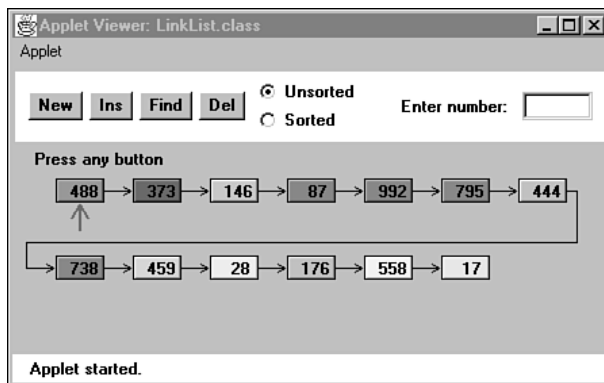 Applet Viewer: LinkList.class
Applet
New Ins Find Del Unsorted Enter number:
Sorted
Press any button
488 373 146 87 992 795 444
738 459 28 176 558 17
Applet started.